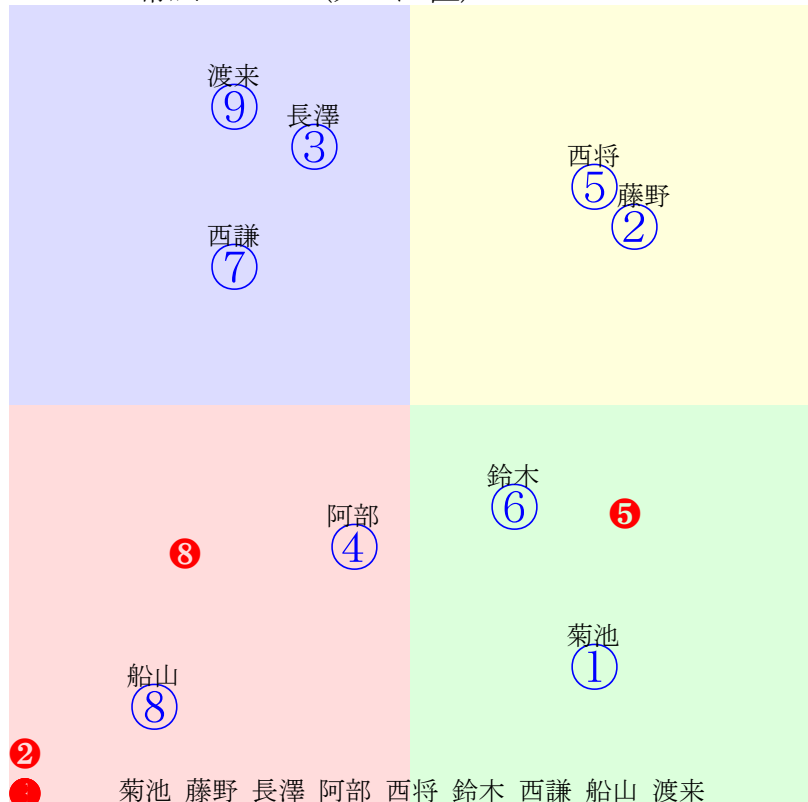 渡来
⑨
長澤
③
西将
⑤
藤野
②
西謙
⑦
鈴木
⑥
❺
阿部
④
❽
菊池
①
船山
⑧
❷
菊池 藤野 長澤 阿部 西将 鈴木 西謙 船山 渡来